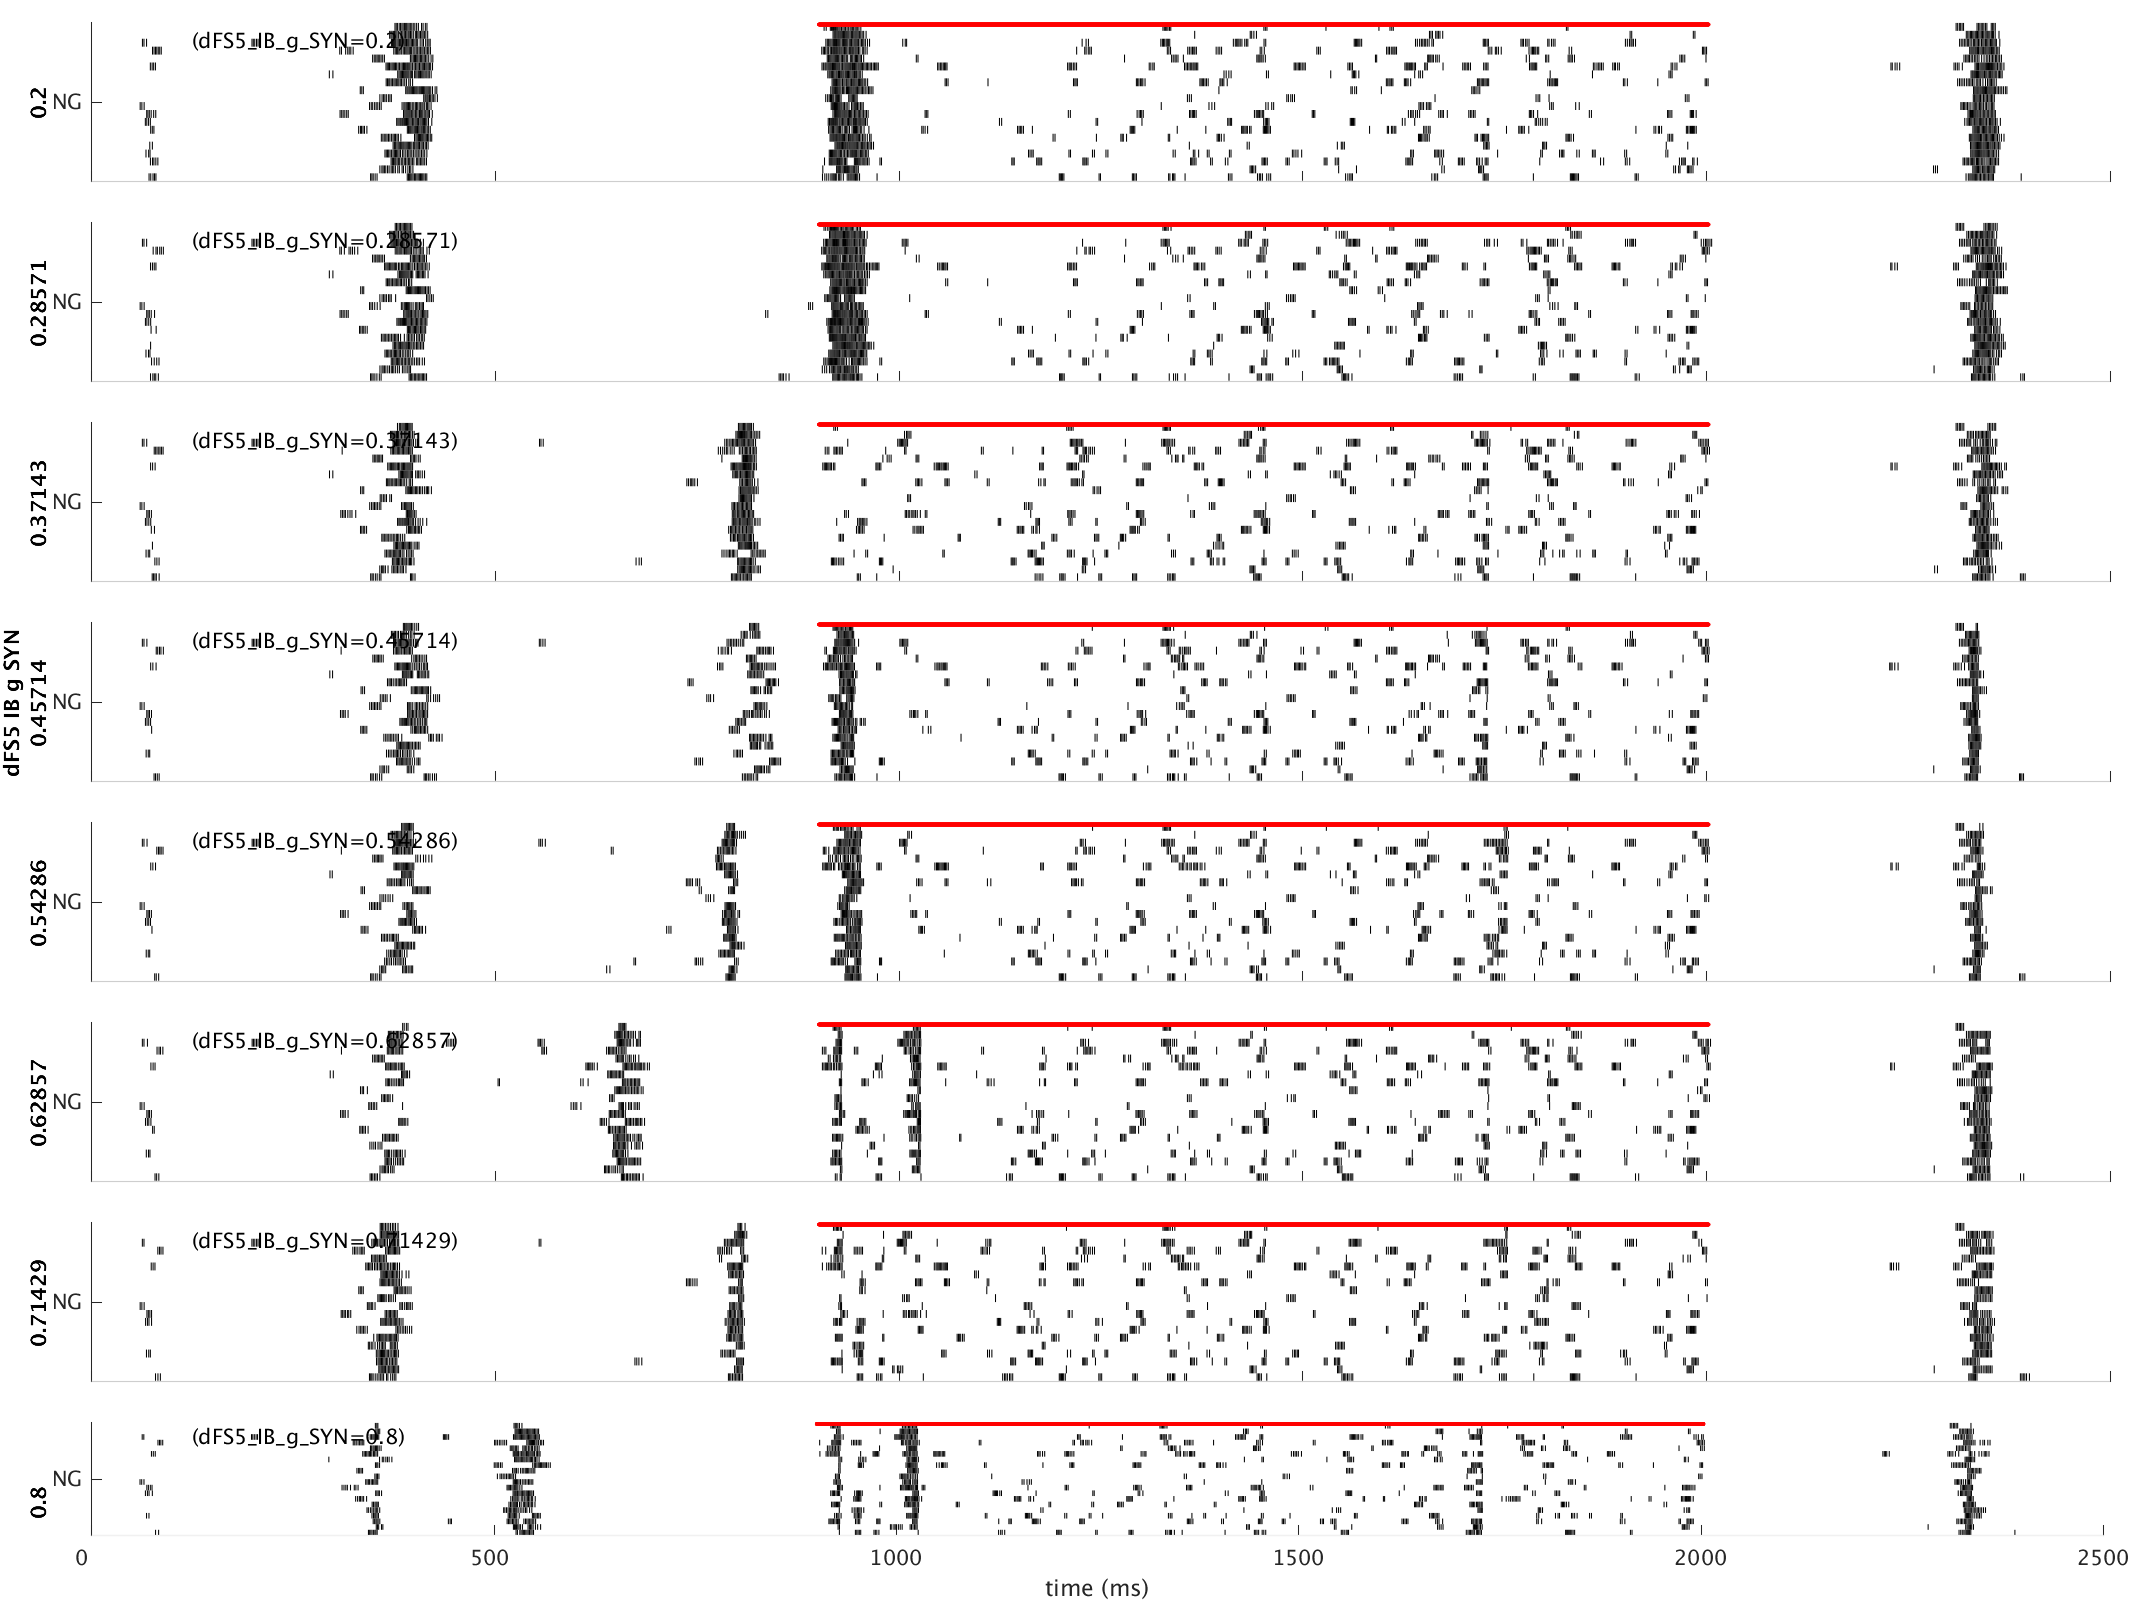 dFS5 IB g SYN
0.2
NG
(dFS5_IB_g_SYN=0.2)
0.28571
NG
(dFS5_IB_g_SYN=0.28571)
0.37143
NG
(dFS5_IB_g_SYN=0.37143)
0.45714
NG
(dFS5_IB_g_SYN=0.45714)
0.54286
NG
(dFS5_IB_g_SYN=0.54286)
0.62857
NG
(dFS5_IB_g_SYN=0.62857)
0.71429
NG
(dFS5_IB_g_SYN=0.71429)
0.8
NG
(dFS5_IB_g_SYN=0.8)
0 500 1000 1500 2000 2500
time (ms)